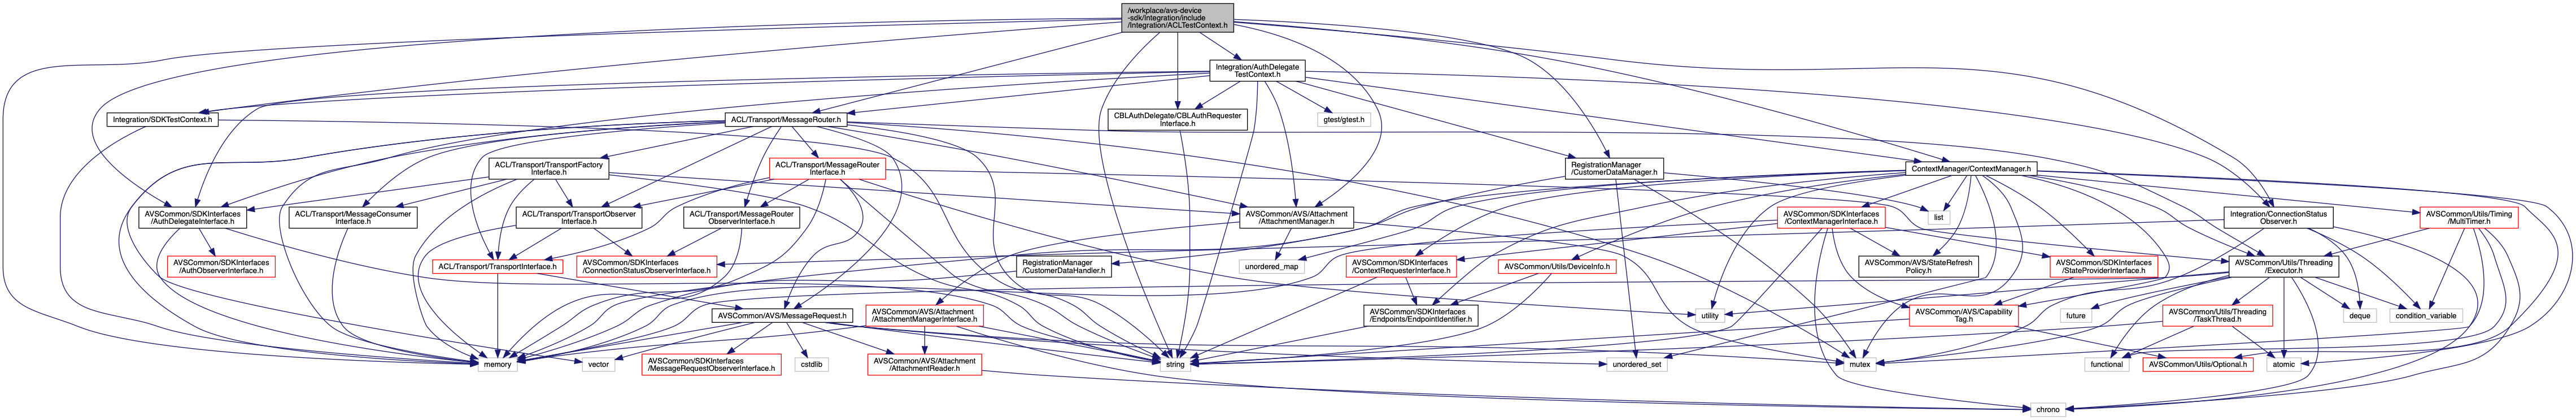 /workplace/avs-device
-sdk/Integration/include
/Integration/ACLTestContext.h
Integration/AuthDelegate
TestContext.h
Integration/SDKTestContext.h
ACL/Transport/MessageRouter.h
CBLAuthDelegate/CBLAuthRequester
Interface.h
gtest/gtest.h
ACL/Transport/TransportFactory
Interface.h
ACL/Transport/MessageRouter
Interface.h
RegistrationManager
/CustomerDataManager.h
ContextManager/ContextManager.h
AVSCommon/SDKInterfaces
/AuthDelegateInterface.h
ACL/Transport/MessageConsumer
Interface.h
ACL/Transport/TransportObserver
Interface.h
ACL/Transport/MessageRouter
ObserverInterface.h
AVSCommon/AVS/Attachment
/AttachmentManager.h
AVSCommon/SDKInterfaces
/ContextManagerInterface.h
list
Integration/ConnectionStatus
Observer.h
AVSCommon/Utils/Timing
/MultiTimer.h
AVSCommon/SDKInterfaces
/AuthObserverInterface.h
ACL/Transport/TransportInterface.h
AVSCommon/SDKInterfaces
/ConnectionStatusObserverInterface.h
RegistrationManager
/CustomerDataHandler.h
unordered_map
AVSCommon/SDKInterfaces
/ContextRequesterInterface.h
AVSCommon/Utils/DeviceInfo.h
AVSCommon/AVS/StateRefresh
Policy.h
AVSCommon/SDKInterfaces
/StateProviderInterface.h
AVSCommon/Utils/Threading
/Executor.h
AVSCommon/AVS/MessageRequest.h
AVSCommon/AVS/Attachment
/AttachmentManagerInterface.h
utility
AVSCommon/SDKInterfaces
/Endpoints/EndpointIdentifier.h
AVSCommon/AVS/Capability
Tag.h
future
AVSCommon/Utils/Threading
/TaskThread.h
deque
condition_variable
memory
vector
AVSCommon/SDKInterfaces
/MessageRequestObserverInterface.h
cstdlib
AVSCommon/AVS/Attachment
/AttachmentReader.h
string
unordered_set
mutex
functional
AVSCommon/Utils/Optional.h
atomic
chrono